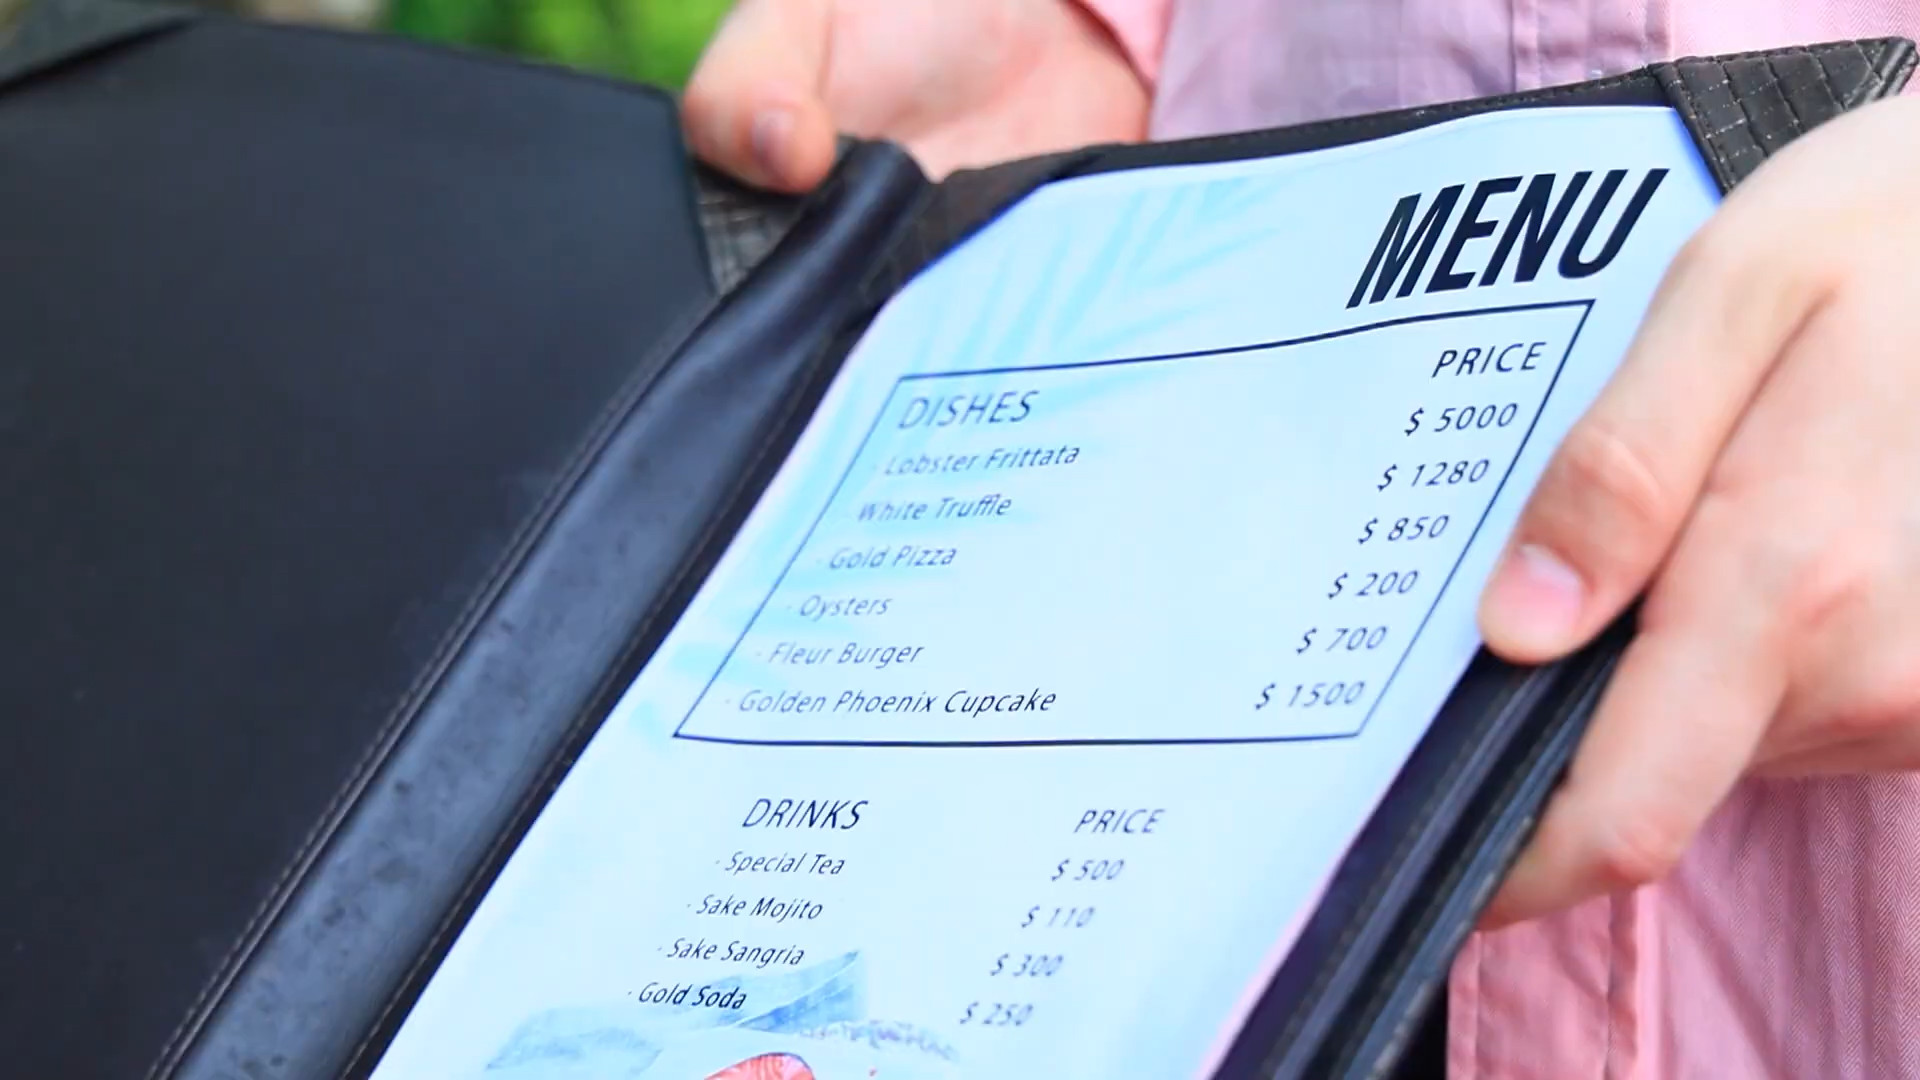 MENU
DISHES PRICE
· Lobster Frittata $ 5000
· White Truffle $ 1280
· Gold Pizza $ 850
· Oysters $ 200
· Fleur Burger $ 700
· Golden Phoenix Cupcake $ 1500
DRINKS PRICE
· Special Tea $ 500
· Sake Mojito $ 110
· Sake Sangria $ 300
· Gold Soda $ 250